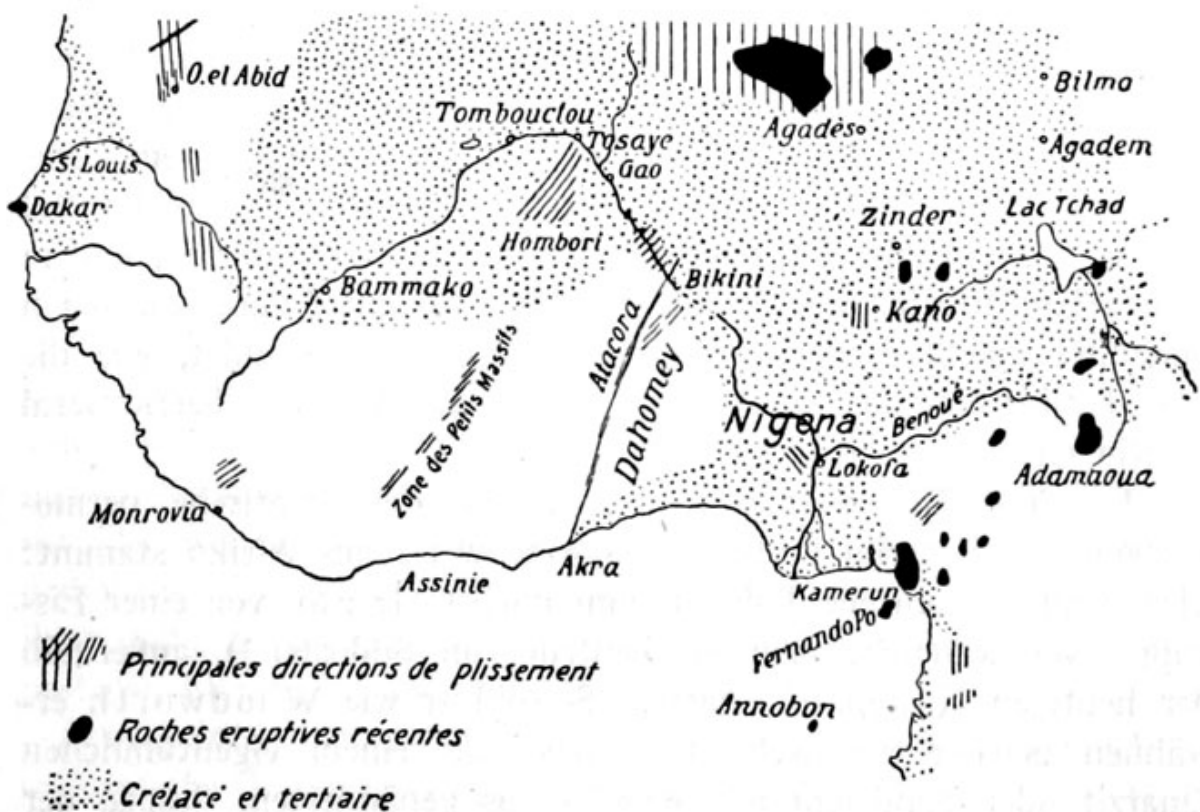 O. el Abid
Bilma
Tombouctou
Tosaye
Agadès
Agadem
St Louis
Gao
Dakar
Zinder
Lac Tchad
Hombori
Bammako
Bikini
Kano
Atacora
Zone des Petits Massifs
Dahomey
Nigeria
Benoué
Lokoja
Adamaoua
Monrovia
Assinie
Akra
Kamerun
Fernando Po
Principales directions de plissement
Annobon
Roches eruptives récentes
Crétacé et tertiaire